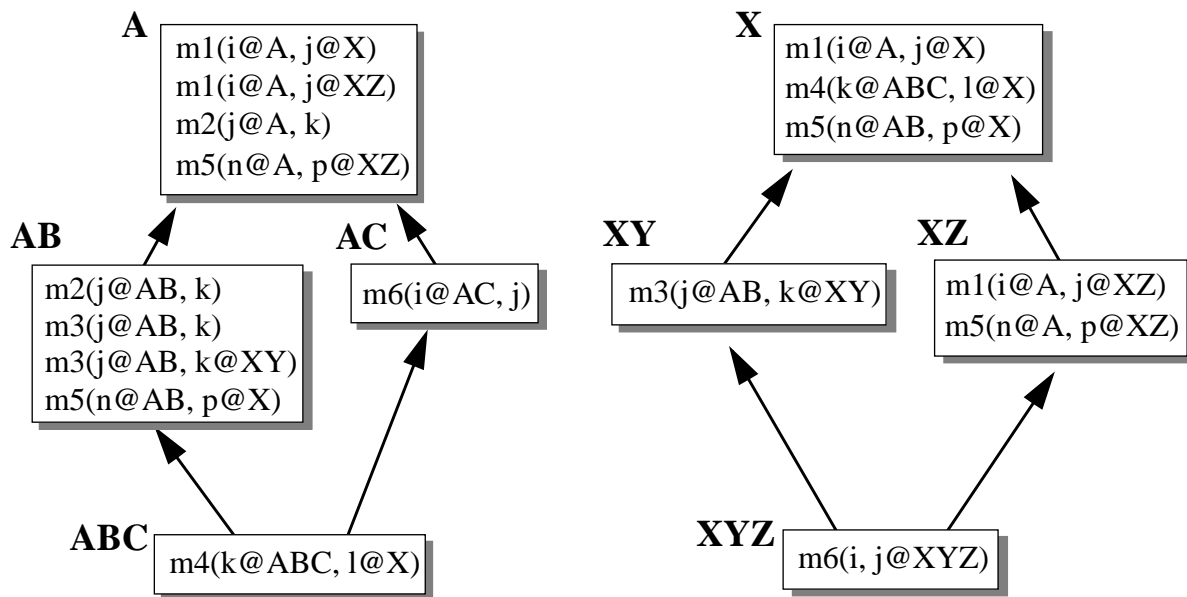 A
m1(i@A, j@X)
m1(i@A, j@XZ)
m2(j@A, k)
m5(n@A, p@XZ)
AB
m2(j@AB, k)
m3(j@AB, k)
m3(j@AB, k@XY)
m5(n@AB, p@X)
AC
m6(i@AC, j)
ABC
m4(k@ABC, l@X)
X
m1(i@A, j@X)
m4(k@ABC, l@X)
m5(n@AB, p@X)
XY
m3(j@AB, k@XY)
XZ
m1(i@A, j@XZ)
m5(n@A, p@XZ)
XYZ
m6(i, j@XYZ)